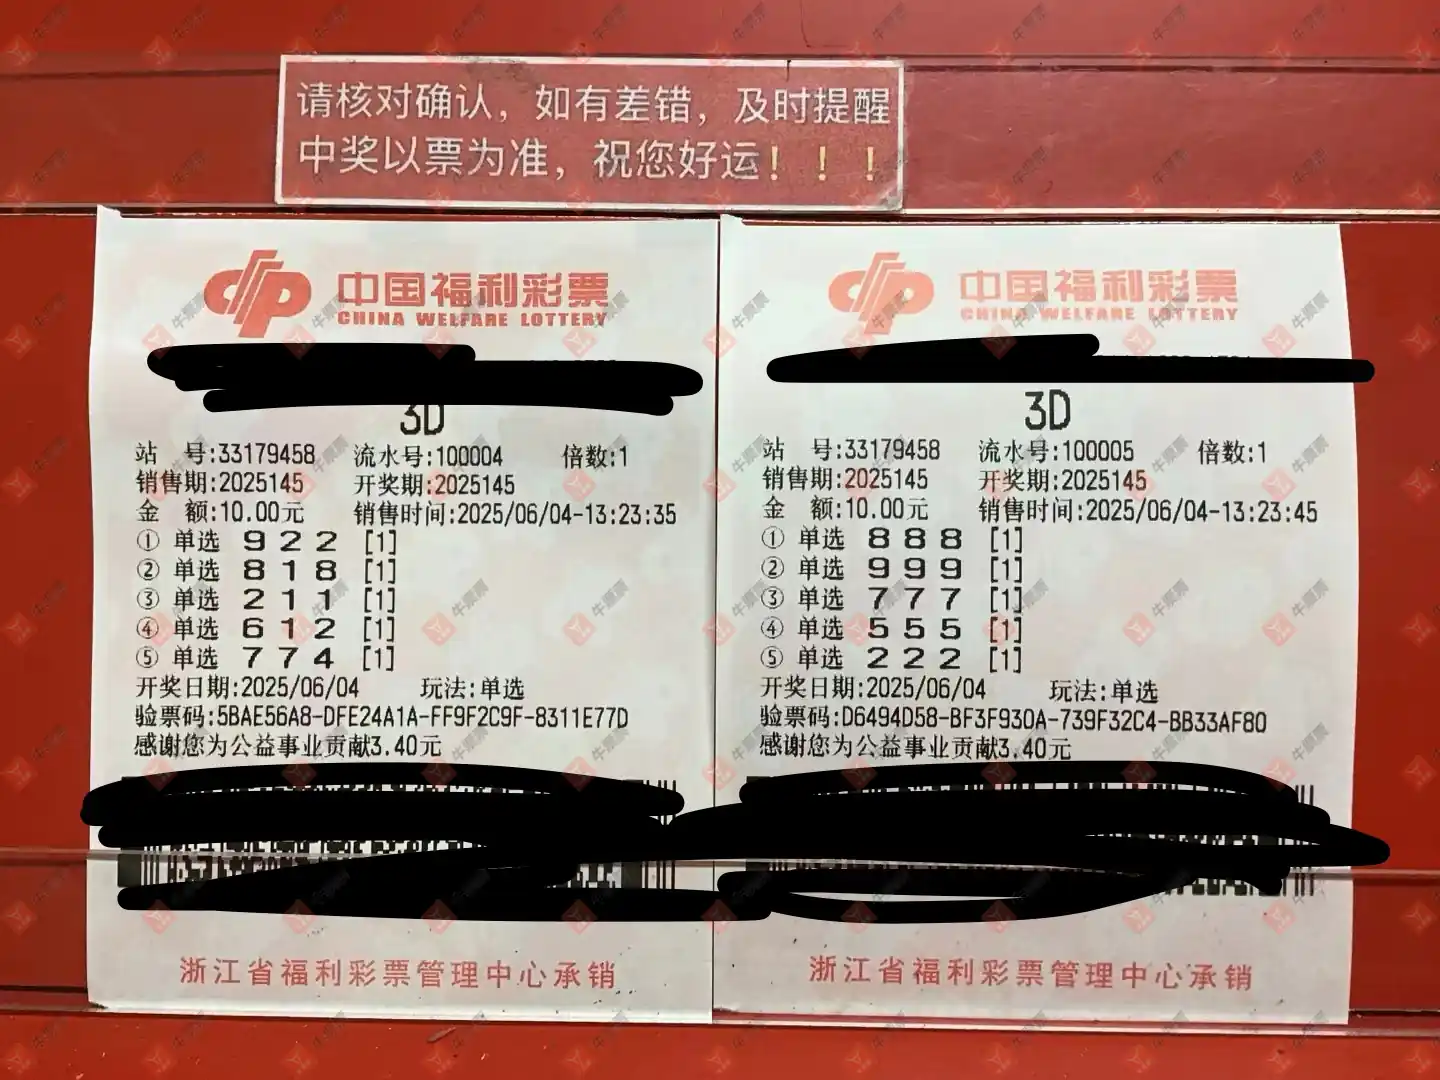 请核对确认，如有差错，及时提醒
中奖以票为准，祝您好运！！！
中国福利彩票
CHINA WELFARE LOTTERY
3D
站 号:33179458 流水号:100004 倍数:1
销售期:2025145 开奖期:2025145
金 额:10.00元 销售时间:2025/06/04-13:23:35
① 单选 9 2 2 [1]
② 单选 8 1 8 [1]
③ 单选 2 1 1 [1]
④ 单选 6 1 2 [1]
⑤ 单选 7 7 4 [1]
开奖日期:2025/06/04 玩法:单选
验票码:5BAE56A8-DFE24A1A-FF9F2C9F-8311E77D
感谢您为公益事业贡献3.40元
浙江省福利彩票管理中心承销
中国福利彩票
CHINA WELFARE LOTTERY
3D
站 号:33179458 流水号:100005 倍数:1
销售期:2025145 开奖期:2025145
金 额:10.00元 销售时间:2025/06/04-13:23:45
① 单选 8 8 8 [1]
② 单选 9 9 9 [1]
③ 单选 7 7 7 [1]
④ 单选 5 5 5 [1]
⑤ 单选 2 2 2 [1]
开奖日期:2025/06/04 玩法:单选
验票码:D6494D58-BF3F930A-739F32C4-BB33AF80
感谢您为公益事业贡献3.40元
浙江省福利彩票管理中心承销